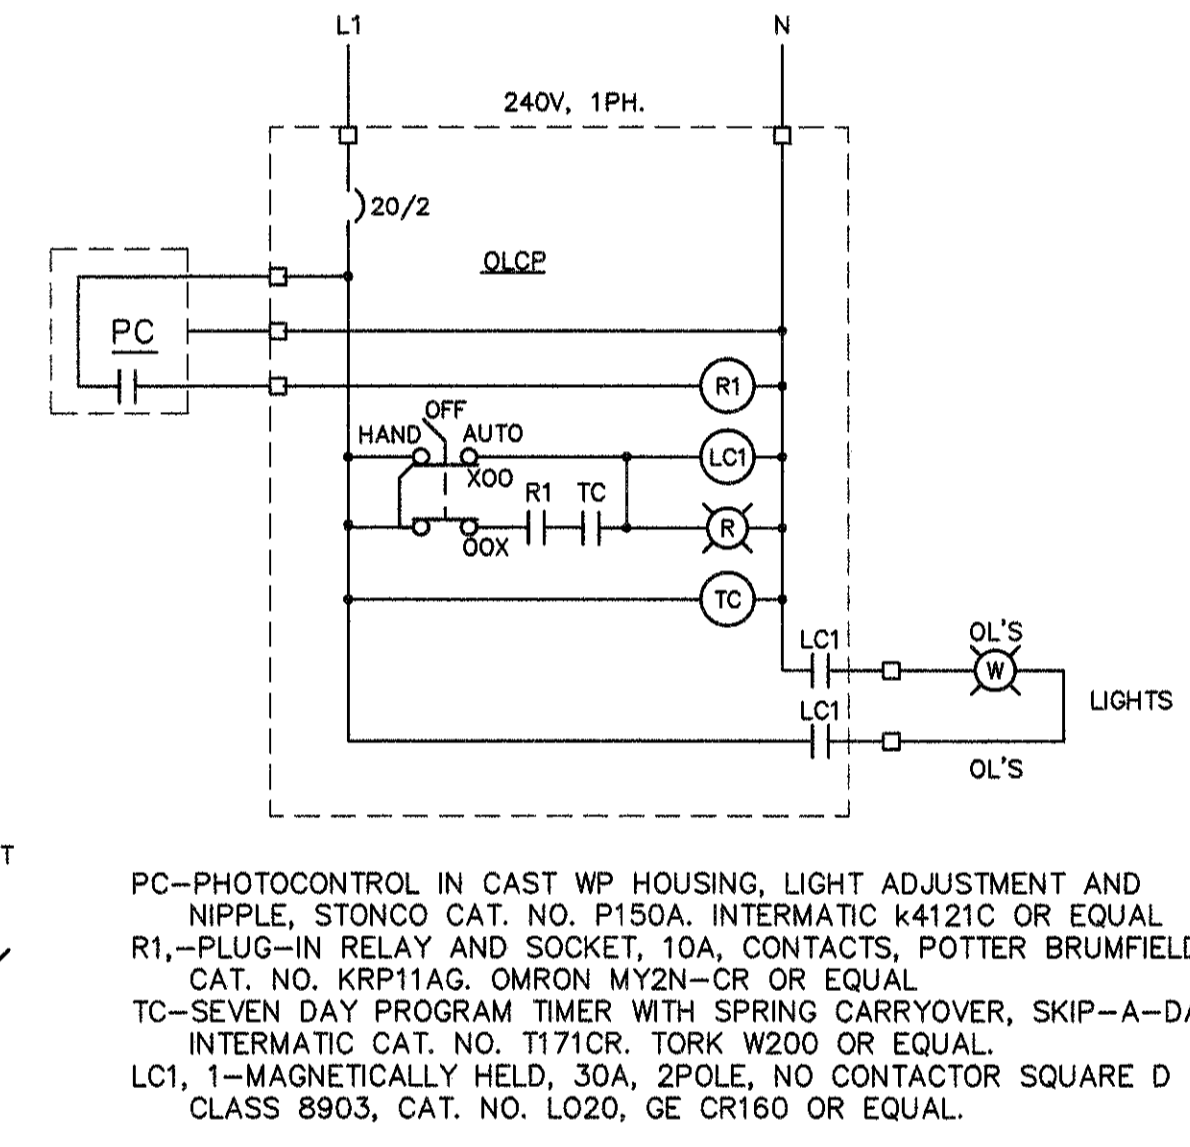 L1
N
240V, 1PH.
20/2
OLCP
PC
R1
OFF
HAND
AUTO
LC1
XOO
R1
TC
R
OOX
TC
LC1
OL'S
W
LIGHTS
LC1
OL'S
T
PC-PHOTOCONTROL IN CAST WP HOUSING, LIGHT ADJUSTMENT AND
NIPPLE, STONCO CAT. NO. P150A. INTERMATIC k4121C OR EQUAL
R1,-PLUG-IN RELAY AND SOCKET, 10A, CONTACTS, POTTER BRUMFIELD
CAT. NO. KRP11AG. OMRON MY2N-CR OR EQUAL
TC-SEVEN DAY PROGRAM TIMER WITH SPRING CARRYOVER, SKIP-A-DA
INTERMATIC CAT. NO. T171CR. TORK W200 OR EQUAL.
LC1, 1-MAGNETICALLY HELD, 30A, 2POLE, NO CONTACTOR SQUARE D
CLASS 8903, CAT. NO. LO20, GE CR160 OR EQUAL.